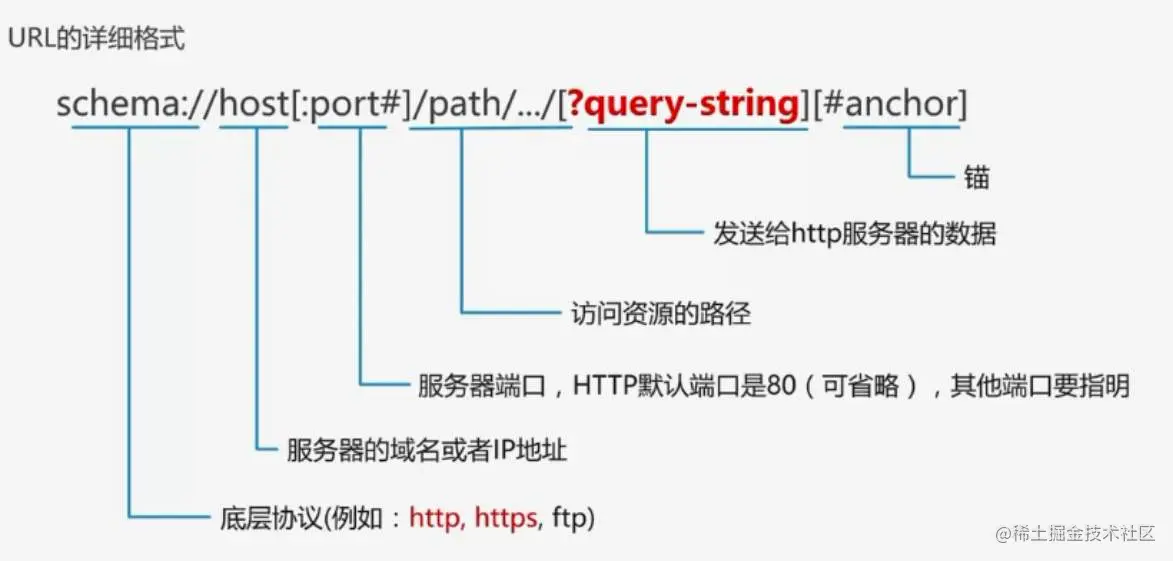 URL的详细格式
schema://host[:port#]/path/.../[?query-string][#anchor]
锚
发送给http服务器的数据
访问资源的路径
服务器端口，HTTP默认端口是80（可省略），其他端口要指明
服务器的域名或者IP地址
底层协议(例如：http, https, ftp)
@稀土掘金技术社区